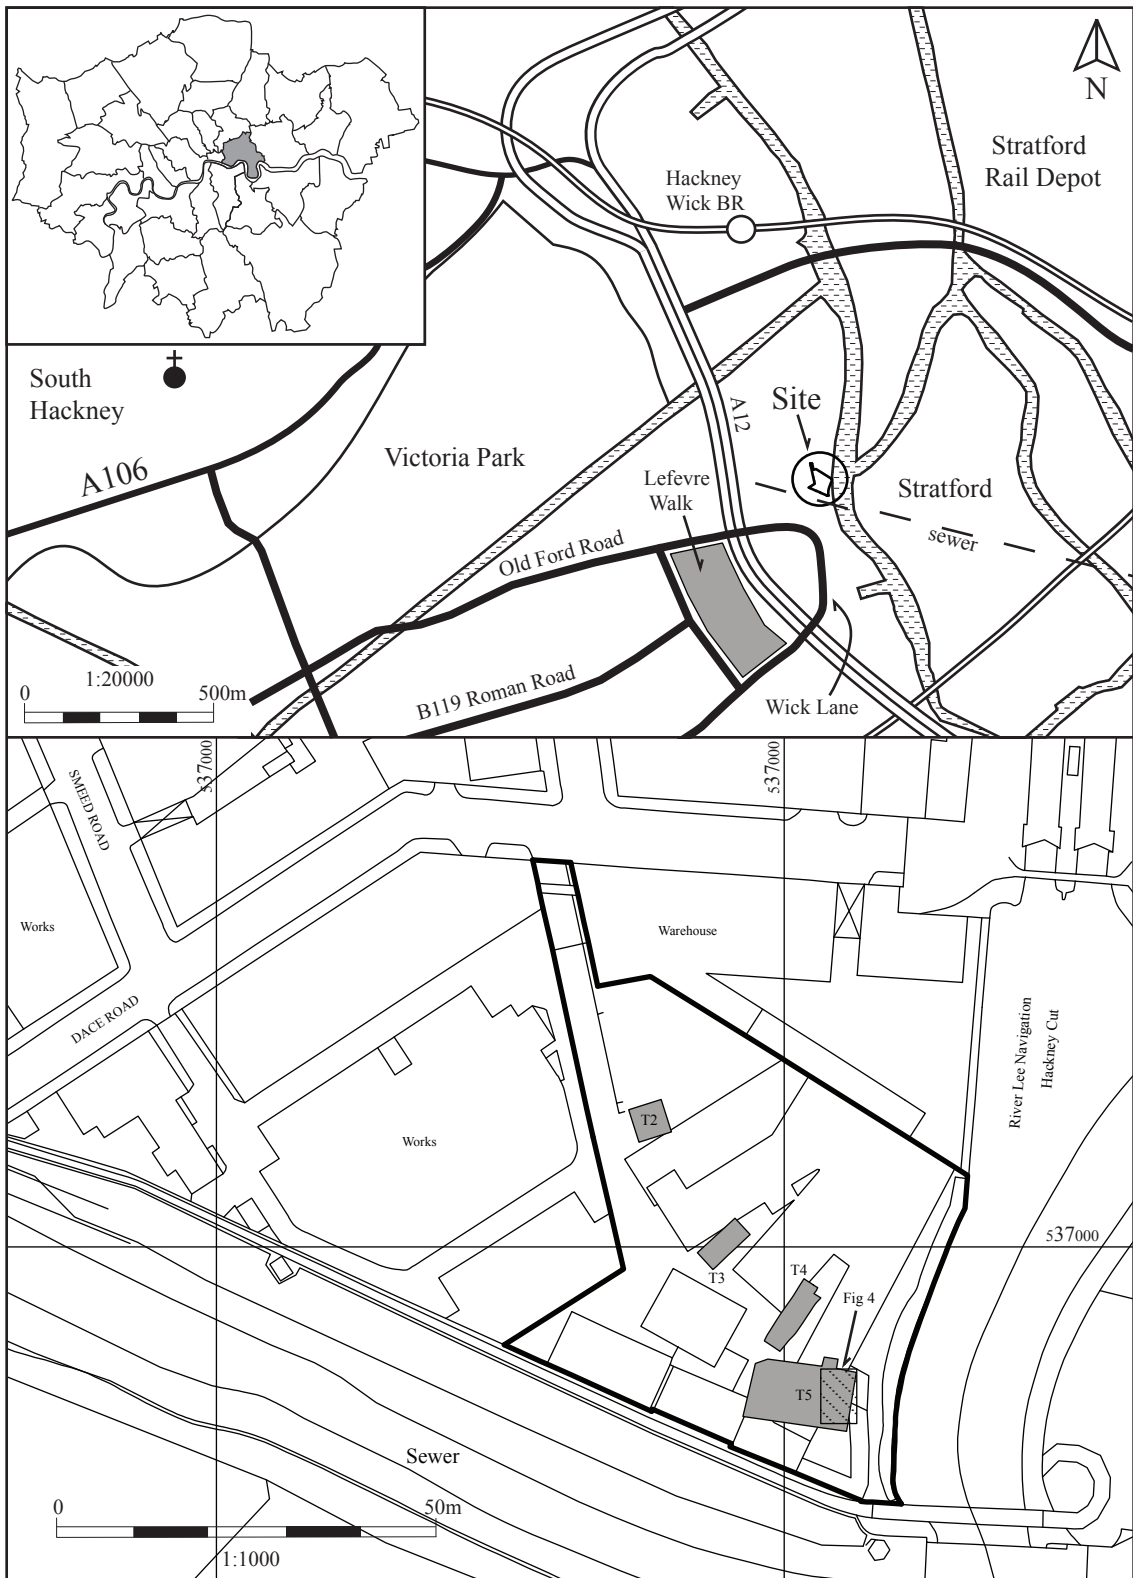 N
Stratford
Rail Depot
Hackney
Wick BR
South
Hackney
A106
Victoria Park
A12
Site
Lefevre
Walk
Stratford
sewer
Old Ford Road
B119 Roman Road
Wick Lane
0
1:20000
500m
537000
537000
SMEED ROAD
Works
Warehouse
DACE ROAD
River Lee Navigation
Hackney Cut
T2
Works
537000
T3
T4
Fig 4
T5
Sewer
0
50m
1:1000